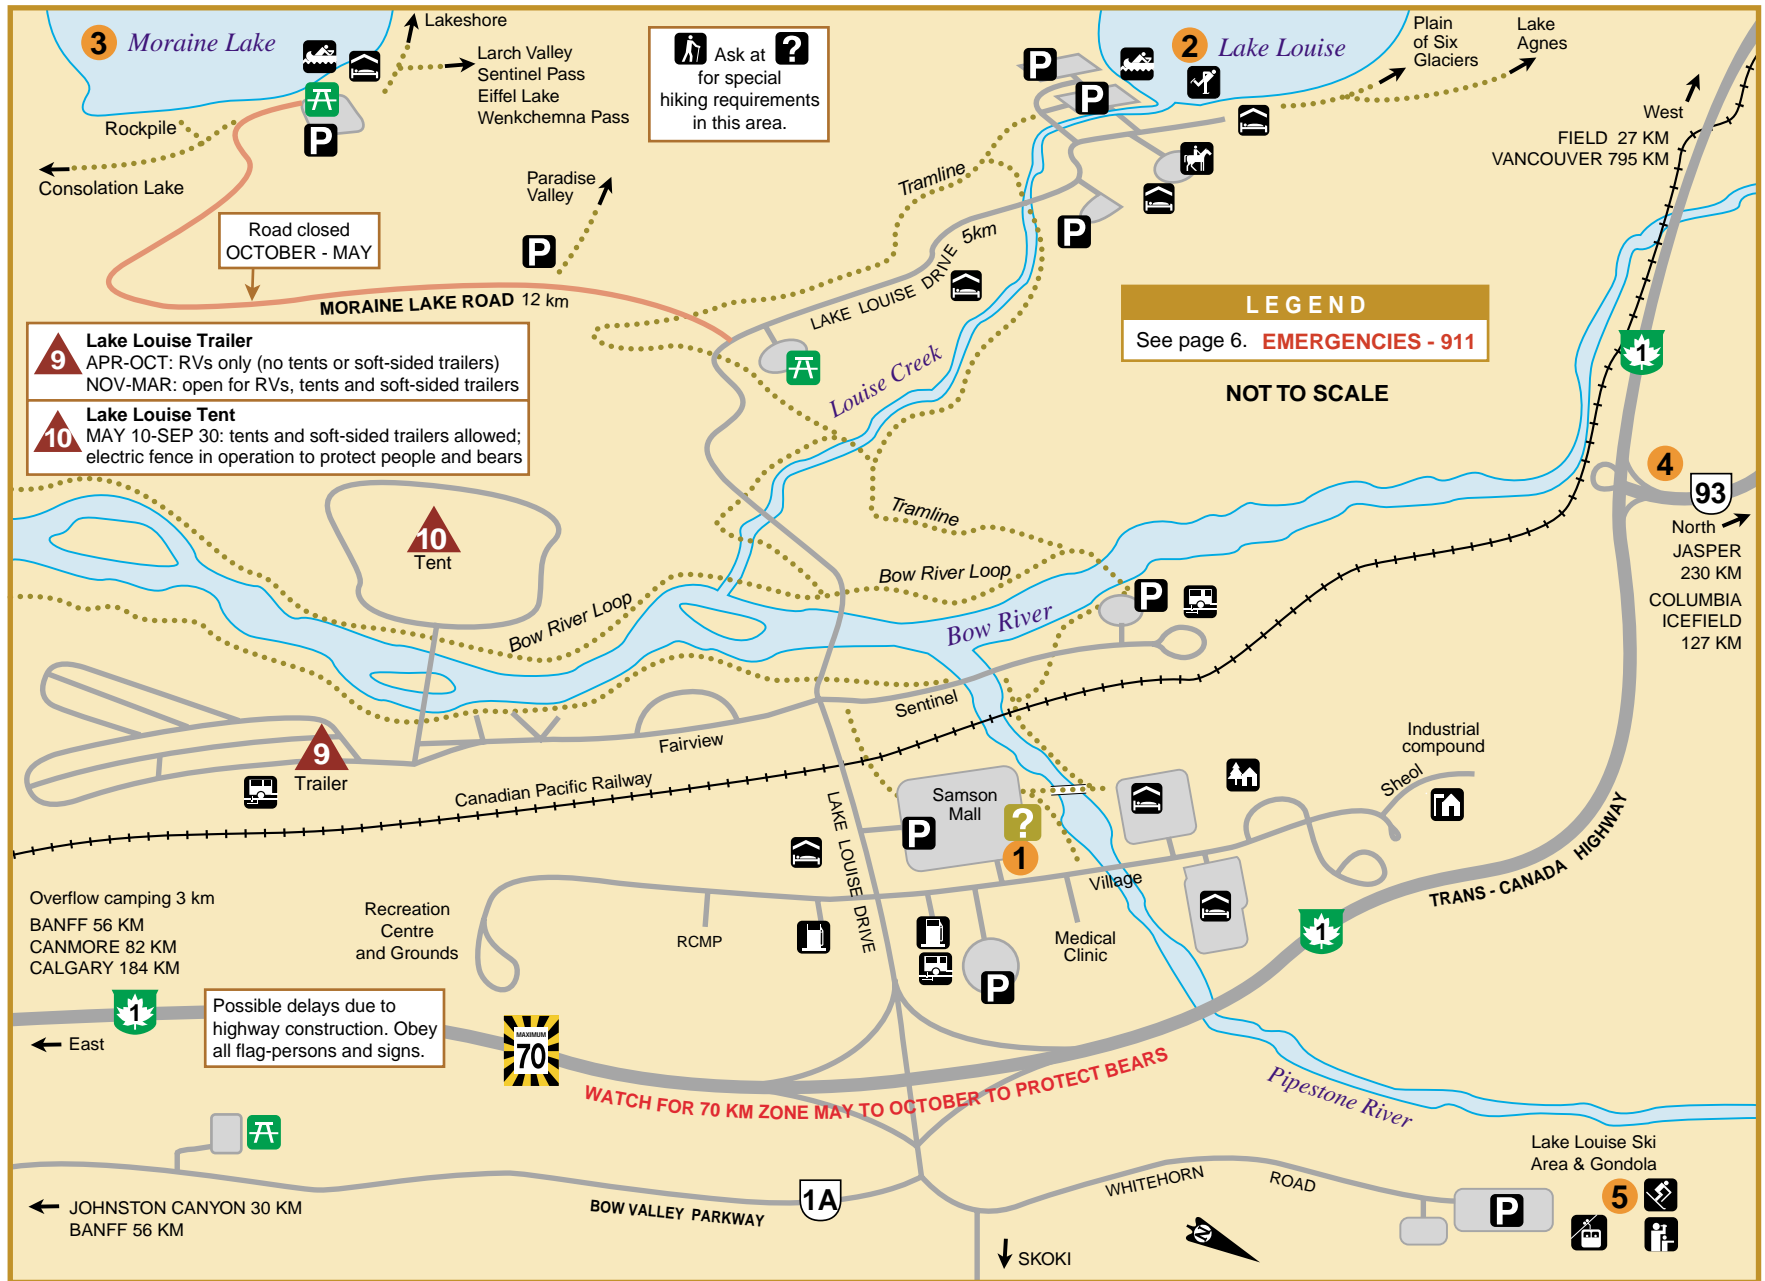 3 Moraine Lake
Lakeshore
Larch Valley
Sentinel Pass
Eiffel Lake
Wenkchemna Pass
Rockpile
P
Consolation Lake
Ask at ?
for special
hiking requirements
in this area.
P
P
2 Lake Louise
Plain
of Six
Glaciers
Lake
Agnes
West
FIELD 27 KM
VANCOUVER 795 KM
Paradise
Valley
P
Tramline
P
Road closed
OCTOBER - MAY
MORAINE LAKE ROAD 12 km
LAKE LOUISE DRIVE 5km
LEGEND
See page 6. EMERGENCIES - 911
NOT TO SCALE
1
9 Lake Louise Trailer
APR-OCT: RVs only (no tents or soft-sided trailers)
NOV-MAR: open for RVs, tents and soft-sided trailers
10 Lake Louise Tent
MAY 10-SEP 30: tents and soft-sided trailers allowed;
electric fence in operation to protect people and bears
Louise Creek
4
93
North
JASPER
230 KM
COLUMBIA
ICEFIELD
127 KM
10
Tent
Tramline
Bow River Loop
Bow River Loop
Bow River
P
Sentinel
Fairview
9
Trailer
Canadian Pacific Railway
LAKE LOUISE DRIVE
Samson
Mall
P
?
1
Industrial
compound
Sheol
Village
TRANS - CANADA HIGHWAY
1
Overflow camping 3 km
BANFF 56 KM
CANMORE 82 KM
CALGARY 184 KM
Recreation
Centre
and Grounds
RCMP
Medical
Clinic
P
1
East
Possible delays due to
highway construction. Obey
all flag-persons and signs.
MAXIMUM
70
WATCH FOR 70 KM ZONE MAY TO OCTOBER TO PROTECT BEARS
Pipestone River
Lake Louise Ski
Area & Gondola
5
P
JOHNSTON CANYON 30 KM
BANFF 56 KM
BOW VALLEY PARKWAY
1A
WHITEHORN ROAD
N
SKOKI